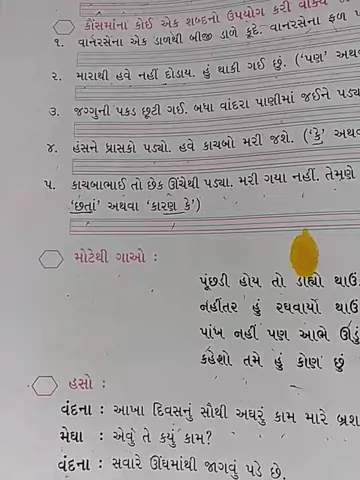 કૌંસમાંના કોઈ એક શબ્દનો ઉપયોગ કરી વાક્ય
૧. વાનરસેના એક ડાળથી બીજી ડાળે કૂદે. વાનરસેના ફળ
૨. મારાથી હવે નહીં દોડાય. હું થાકી ગઈ છું. (‘પણ’ અથવ
૩. જગ્ગુની પકડ છૂટી ગઈ. બધા વાંદરા પાણીમાં જઈને પડ્ય
૪. હંસને ધ્રાસકો પડ્યો. હવે કાચબો મરી જશે. (‘કે’ અથવ
૫. કાચબાભાઈ તો છેક ઊંચેથી પડ્યા. મરી ગયા નહીં. તેમણે
‘છતાં’ અથવા ‘કારણ કે’)
મોટેથી ગાઓ :
પૂંછડી હોય તો ડાહ્યો થાઉં
નહીંતર હું રઘવાયો થાઉં
પાંખ નહીં પણ આભે ઊડું
કહેશો તમે હું કોણ છું
હસો :
વંદના : આખા દિવસનું સૌથી અઘરું કામ મારે બ્રશ
મેઘા : એવું તે કયું કામ?
વંદના : સવારે ઊંઘમાંથી જાગવું પડે છે.